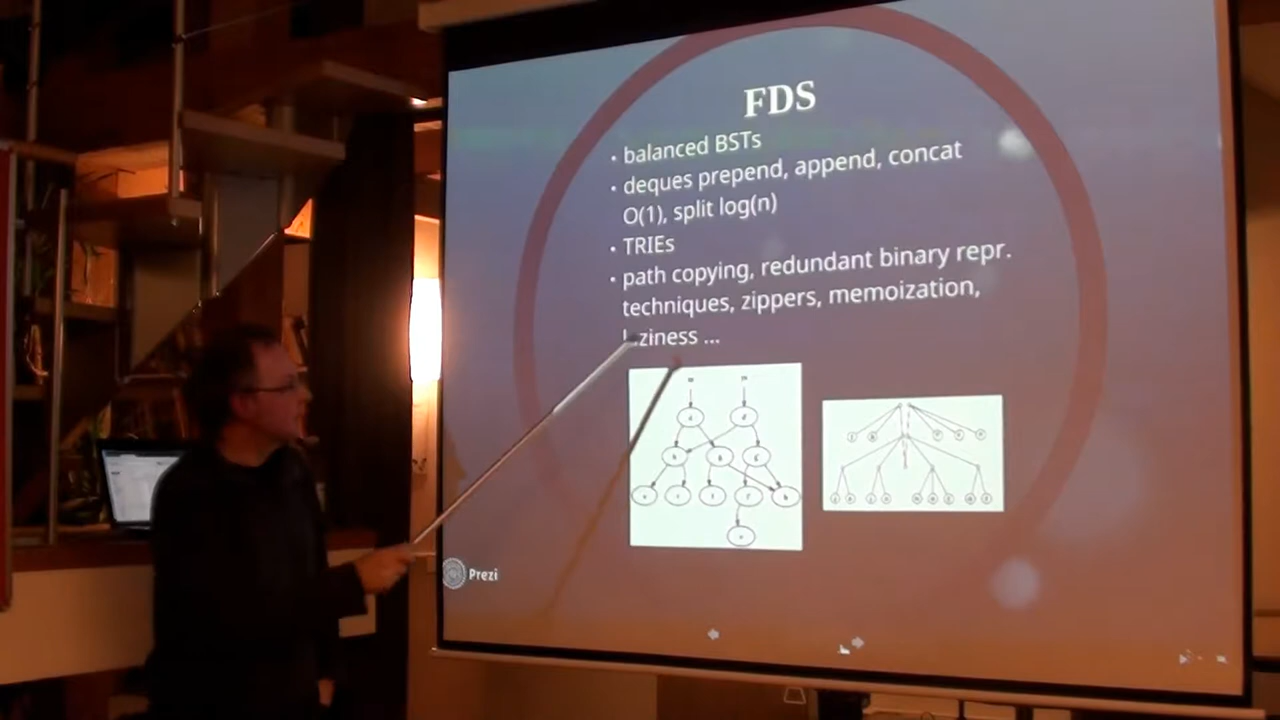 FDS
• balanced BSTs
• deques prepend, append, concat
O(1), split log(n)
• TRIEs
• path copying, redundant binary repr.
techniques, zippers, memoization,
laziness ...
Prezi